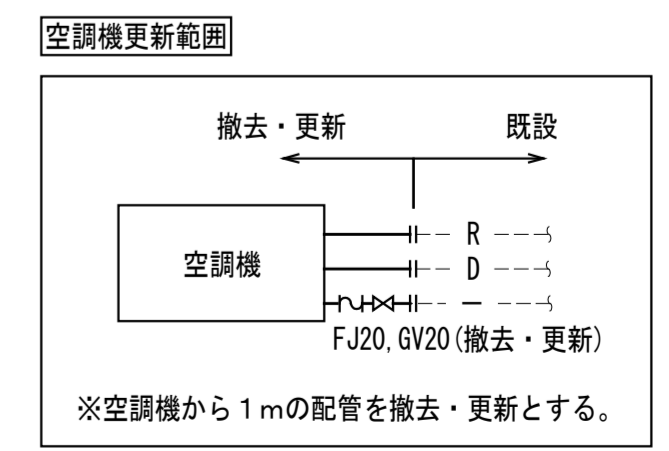 空調機更新範囲
撤去・更新 既設
R
空調機 D
FJ20,GV20(撤去・更新)
※空調機から1mの配管を撤去・更新とする。